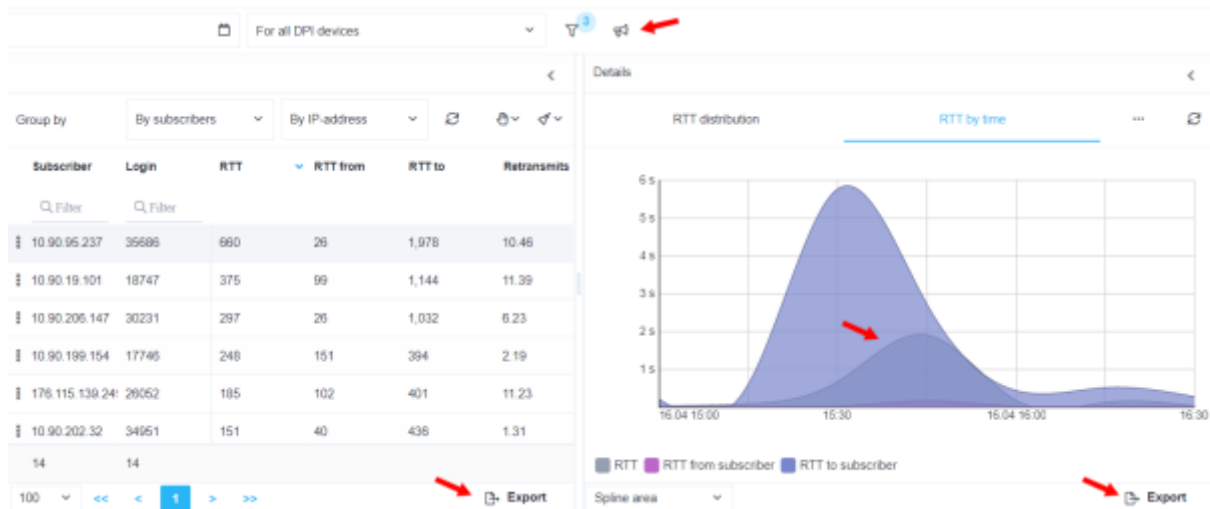 For all DPI devices 3
Details
Group by By subscribers By IP-address
RTT distribution RTT by time ...
Subscriber Login RTT RTT from RTT to Retransmits
Filter Filter
10.90.95.237 35686 660 26 1,978 10.46
10.90.19.101 18747 375 99 1,144 11.39
10.90.206.147 30231 297 26 1,032 6.23
10.90.199.154 17746 248 151 394 2.19
176.115.139.24 26052 185 102 401 11.23
10.90.202.32 34951 151 40 436 1.31
14 14
100 << < 1 > >> Export
6 s
5 s
4 s
3 s
2 s
1 s
16.04 15:00 15:30 16.04 16:00 16:30
RTT RTT from subscriber RTT to subscriber
Spline area Export